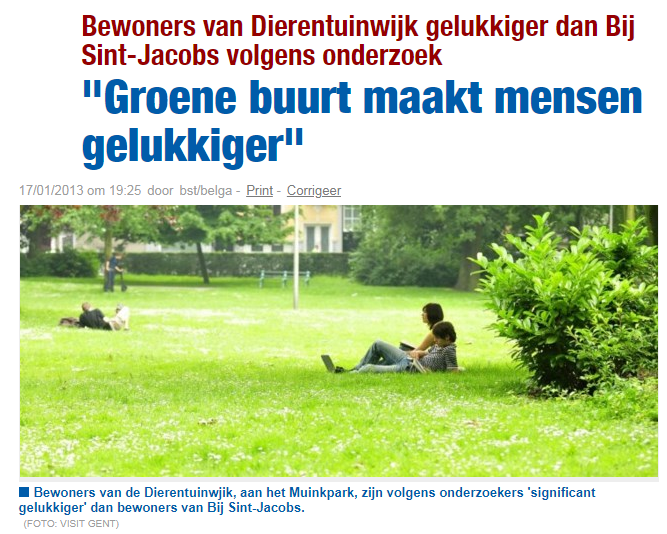 Bewoners van Dierentuinwijk gelukkiger dan Bij
Sint-Jacobs volgens onderzoek
"Groene buurt maakt mensen
gelukkiger"
17/01/2013 om 19:25 door bst/belga - Print - Corrigeer
Bewoners van de Dierentuinwjik, aan het Muinkpark, zijn volgens onderzoekers 'significant
gelukkiger' dan bewoners van Bij Sint-Jacobs.
(FOTO: VISIT GENT)